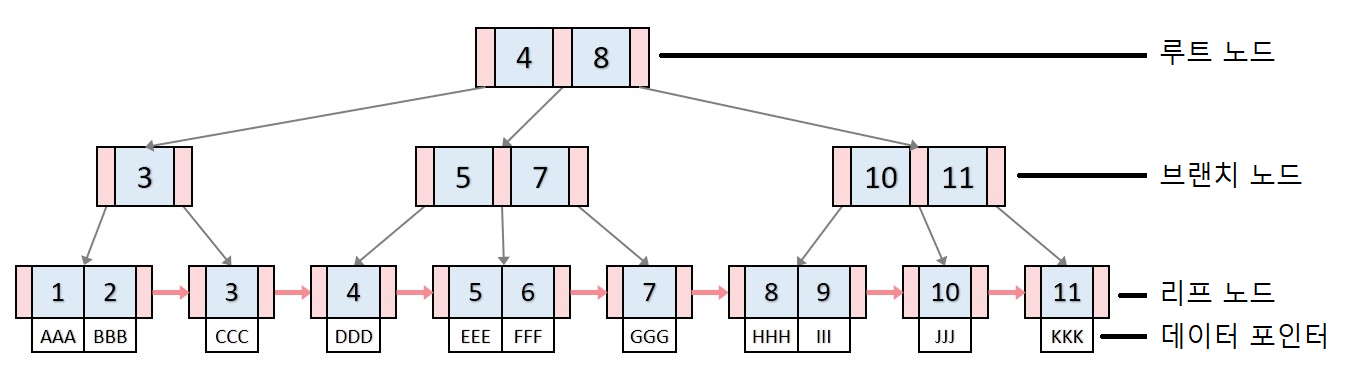 4 8 루트 노드
3 5 7 10 11 브랜치 노드
1 2 3 4 5 6 7 8 9 10 11 리프 노드
AAA BBB CCC DDD EEE FFF GGG HHH III JJJ KKK 데이터 포인터